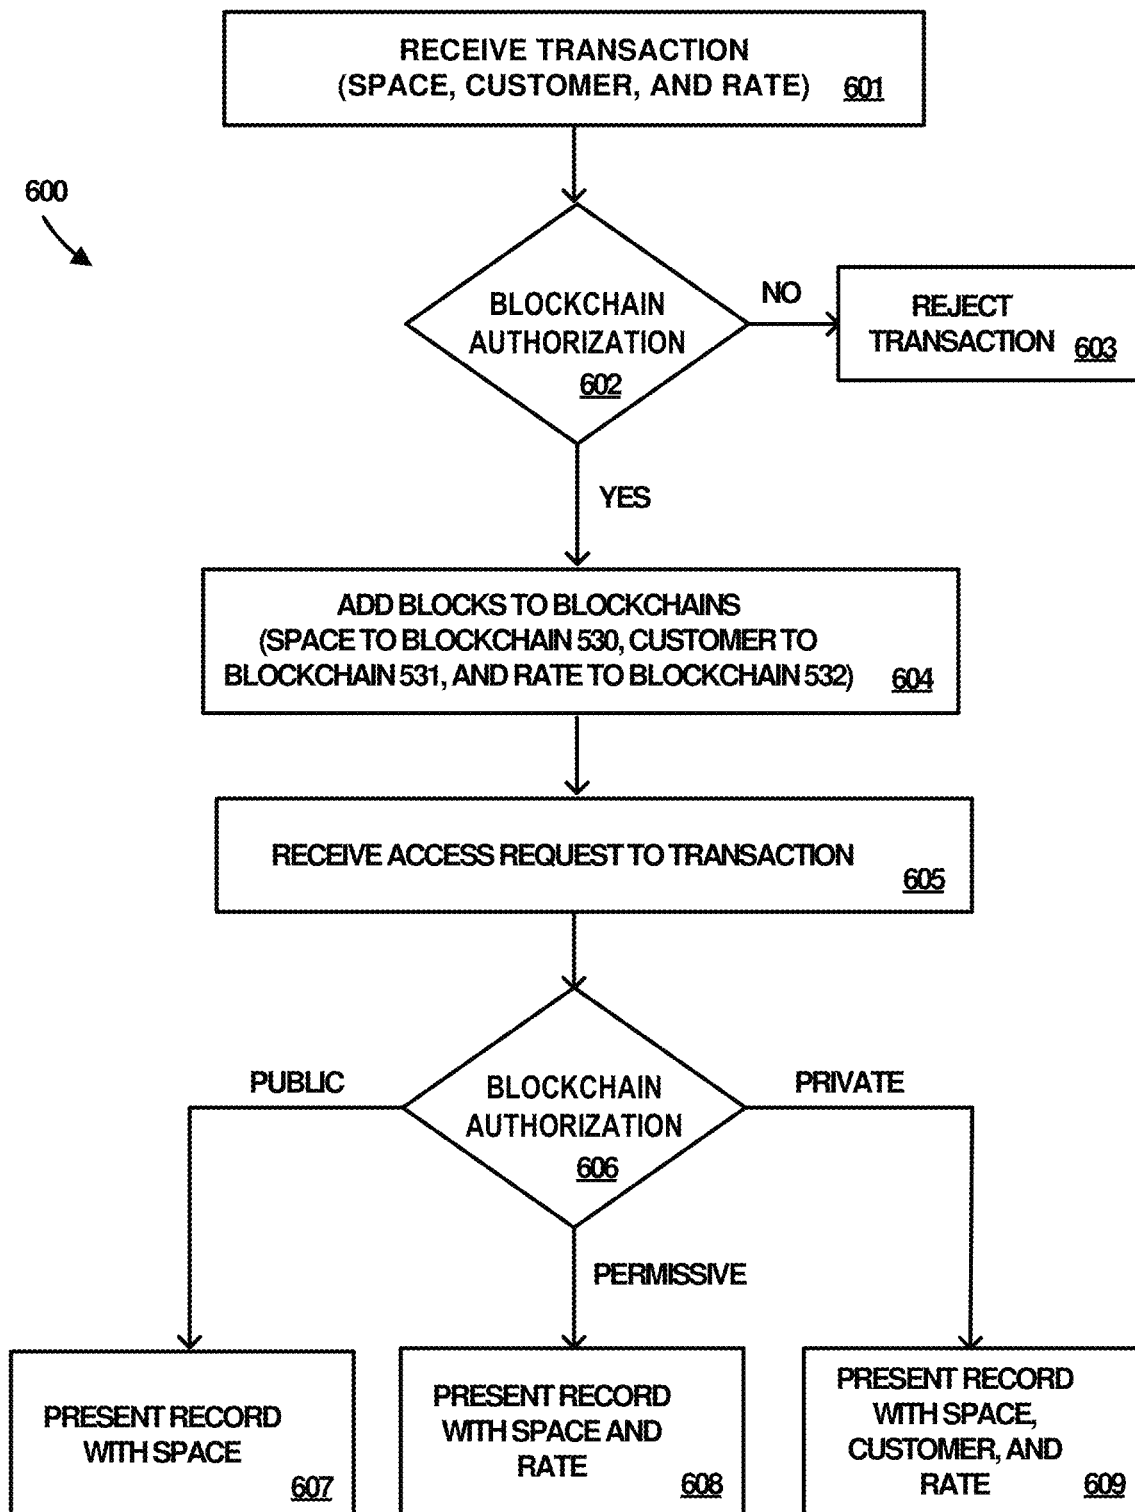 RECEIVE TRANSACTION
(SPACE, CUSTOMER, AND RATE) 601
600
BLOCKCHAIN
AUTHORIZATION
602
NO
REJECT
TRANSACTION 603
YES
ADD BLOCKS TO BLOCKCHAINS
(SPACE TO BLOCKCHAIN 530, CUSTOMER TO
BLOCKCHAIN 531, AND RATE TO BLOCKCHAIN 532) 604
RECEIVE ACCESS REQUEST TO TRANSACTION
605
PUBLIC
BLOCKCHAIN
AUTHORIZATION
606
PRIVATE
PERMISSIVE
PRESENT RECORD
WITH SPACE
607
PRESENT RECORD
WITH SPACE AND
RATE 608
PRESENT RECORD
WITH SPACE,
CUSTOMER, AND
RATE 609